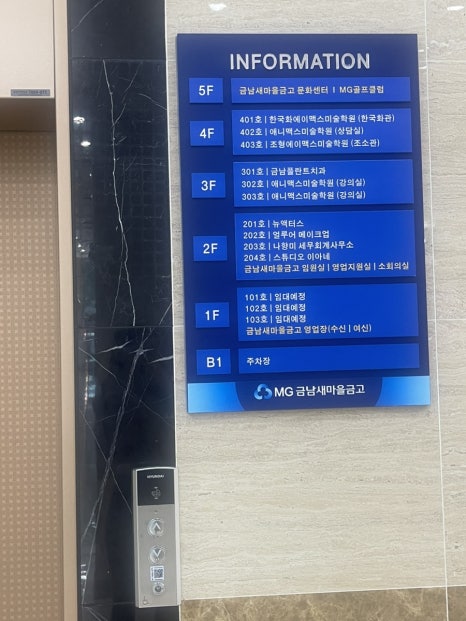 INFORMATION
5F
금남새마을금고 문화센터 I MG골프클럽
4F
401호 | 한국화에이맥스미술학원 (한국화관)
402호 | 애니맥스미술학원 (상담실)
403호 | 조형에이맥스미술학원 (조소관)
3F
301호 | 금남플란트치과
302호 | 애니맥스미술학원 (강의실)
303호 | 애니맥스미술학원 (강의실)
2F
201호 | 뉴액터스
202호 | 얼루어 메이크업
203호 | 나향미 세무회계사무소
204호 | 스튜디오 이아네
금남새마을금고 임원실 | 영업지원실 | 소회의실
1F
101호 | 임대예정
102호 | 임대예정
103호 | 임대예정
금남새마을금고 영업장(수신 | 여신)
B1
주차장
MG 금남새마을금고
HYUNDAI